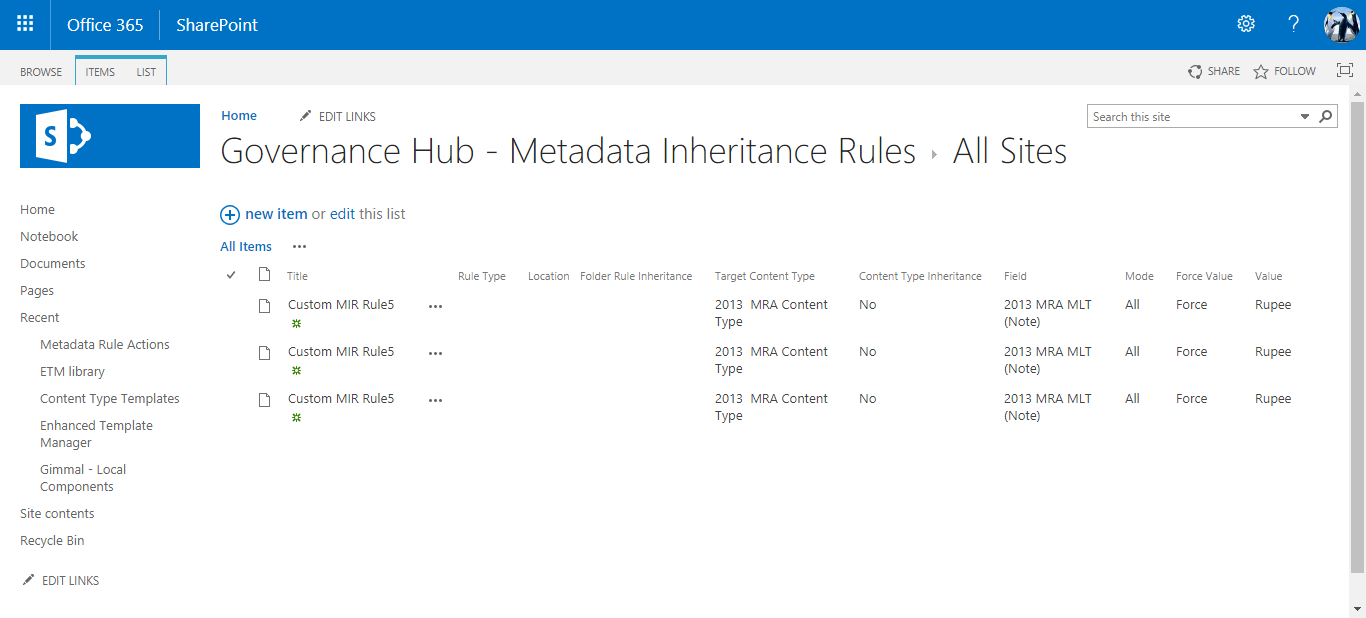 Office 365 SharePoint ?
BROWSE ITEMS LIST SHARE FOLLOW
S
Home EDIT LINKS Search this site
Governance Hub - Metadata Inheritance Rules All Sites
Home
Notebook
Documents
Pages
Recent
Metadata Rule Actions
ETM library
Content Type Templates
Enhanced Template
Manager
Gimmal - Local
Components
Site contents
Recycle Bin
EDIT LINKS
new item or edit this list
All Items ...
Title Rule Type Location Folder Rule Inheritance Target Content Type Content Type Inheritance Field Mode Force Value Value
Custom MIR Rule5 ... 2013  MRA Content No 2013 MRA MLT All Force Rupee
Type (Note)
Custom MIR Rule5 ... 2013  MRA Content No 2013 MRA MLT All Force Rupee
Type (Note)
Custom MIR Rule5 ... 2013  MRA Content No 2013 MRA MLT All Force Rupee
Type (Note)